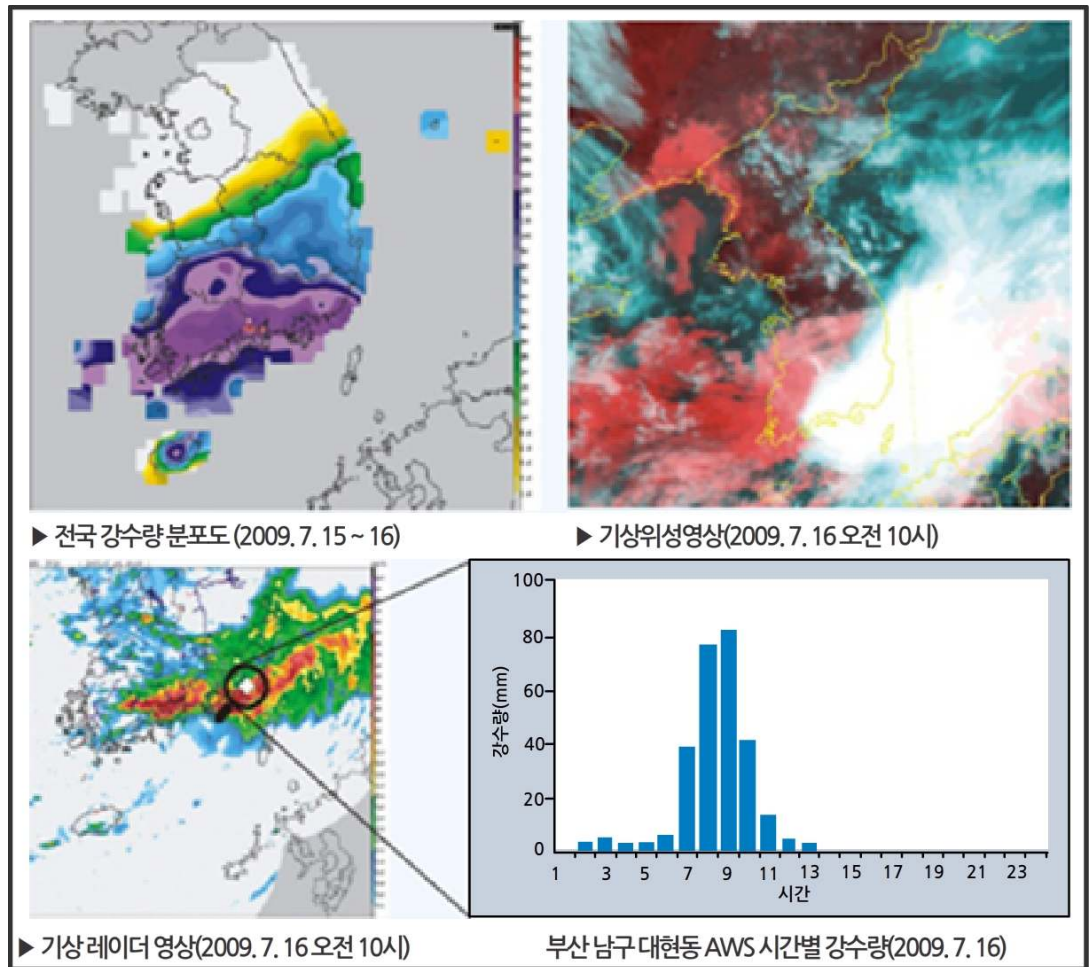 ▶ 전국 강수량 분포도 (2009. 7. 15 ~ 16)
▶ 기상위성영상(2009. 7. 16 오전 10시)
100
80
60
40
20
0
강수량(mm)
1 3 5 7 9 11 13 15 17 19 21 23
시간
▶ 기상 레이더 영상(2009. 7. 16 오전 10시)
부산 남구 대현동 AWS 시간별 강수량(2009. 7. 16)